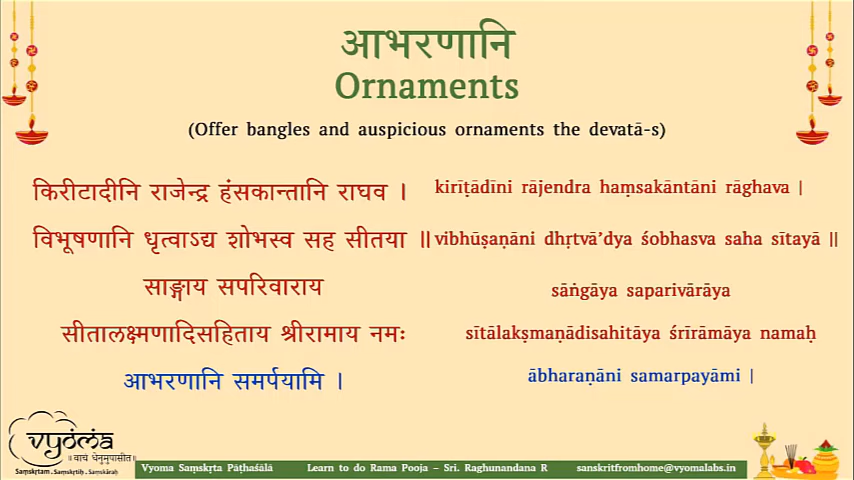 आभरणानि
Ornaments
(Offer bangles and auspicious ornaments the devatā-s)
किरीटादीनि राजेन्द्र हंसकान्तानि राघव ।
विभूषणानि धृत्वाऽद्य शोभस्व सह सीतया ॥
साङ्गाय सपरिवाराय
सीतालक्ष्मणादिसहिताय श्रीरामाय नमः
आभरणानि समर्पयामि ।
kirīṭādīni rājendra haṃsakāntāni rāghava |
vibhūṣaṇāni dhṛtvā’dya śobhasva saha sītayā ||
sāṅgāya saparivārāya
sītālakṣmaṇādisahitāya śrīrāmāya namaḥ
ābharaṇāni samarpayāmi |
vyoma
॥ वाचं धेनुमुपासीत ॥
Saṃskṛtam . Saṃskṛtiḥ . Saṃskāraḥ
Vyoma Saṃskṛta Pāṭhaśālā Learn to do Rama Pooja – Sri. Raghunandana R sanskritfromhome@vyomalabs.in